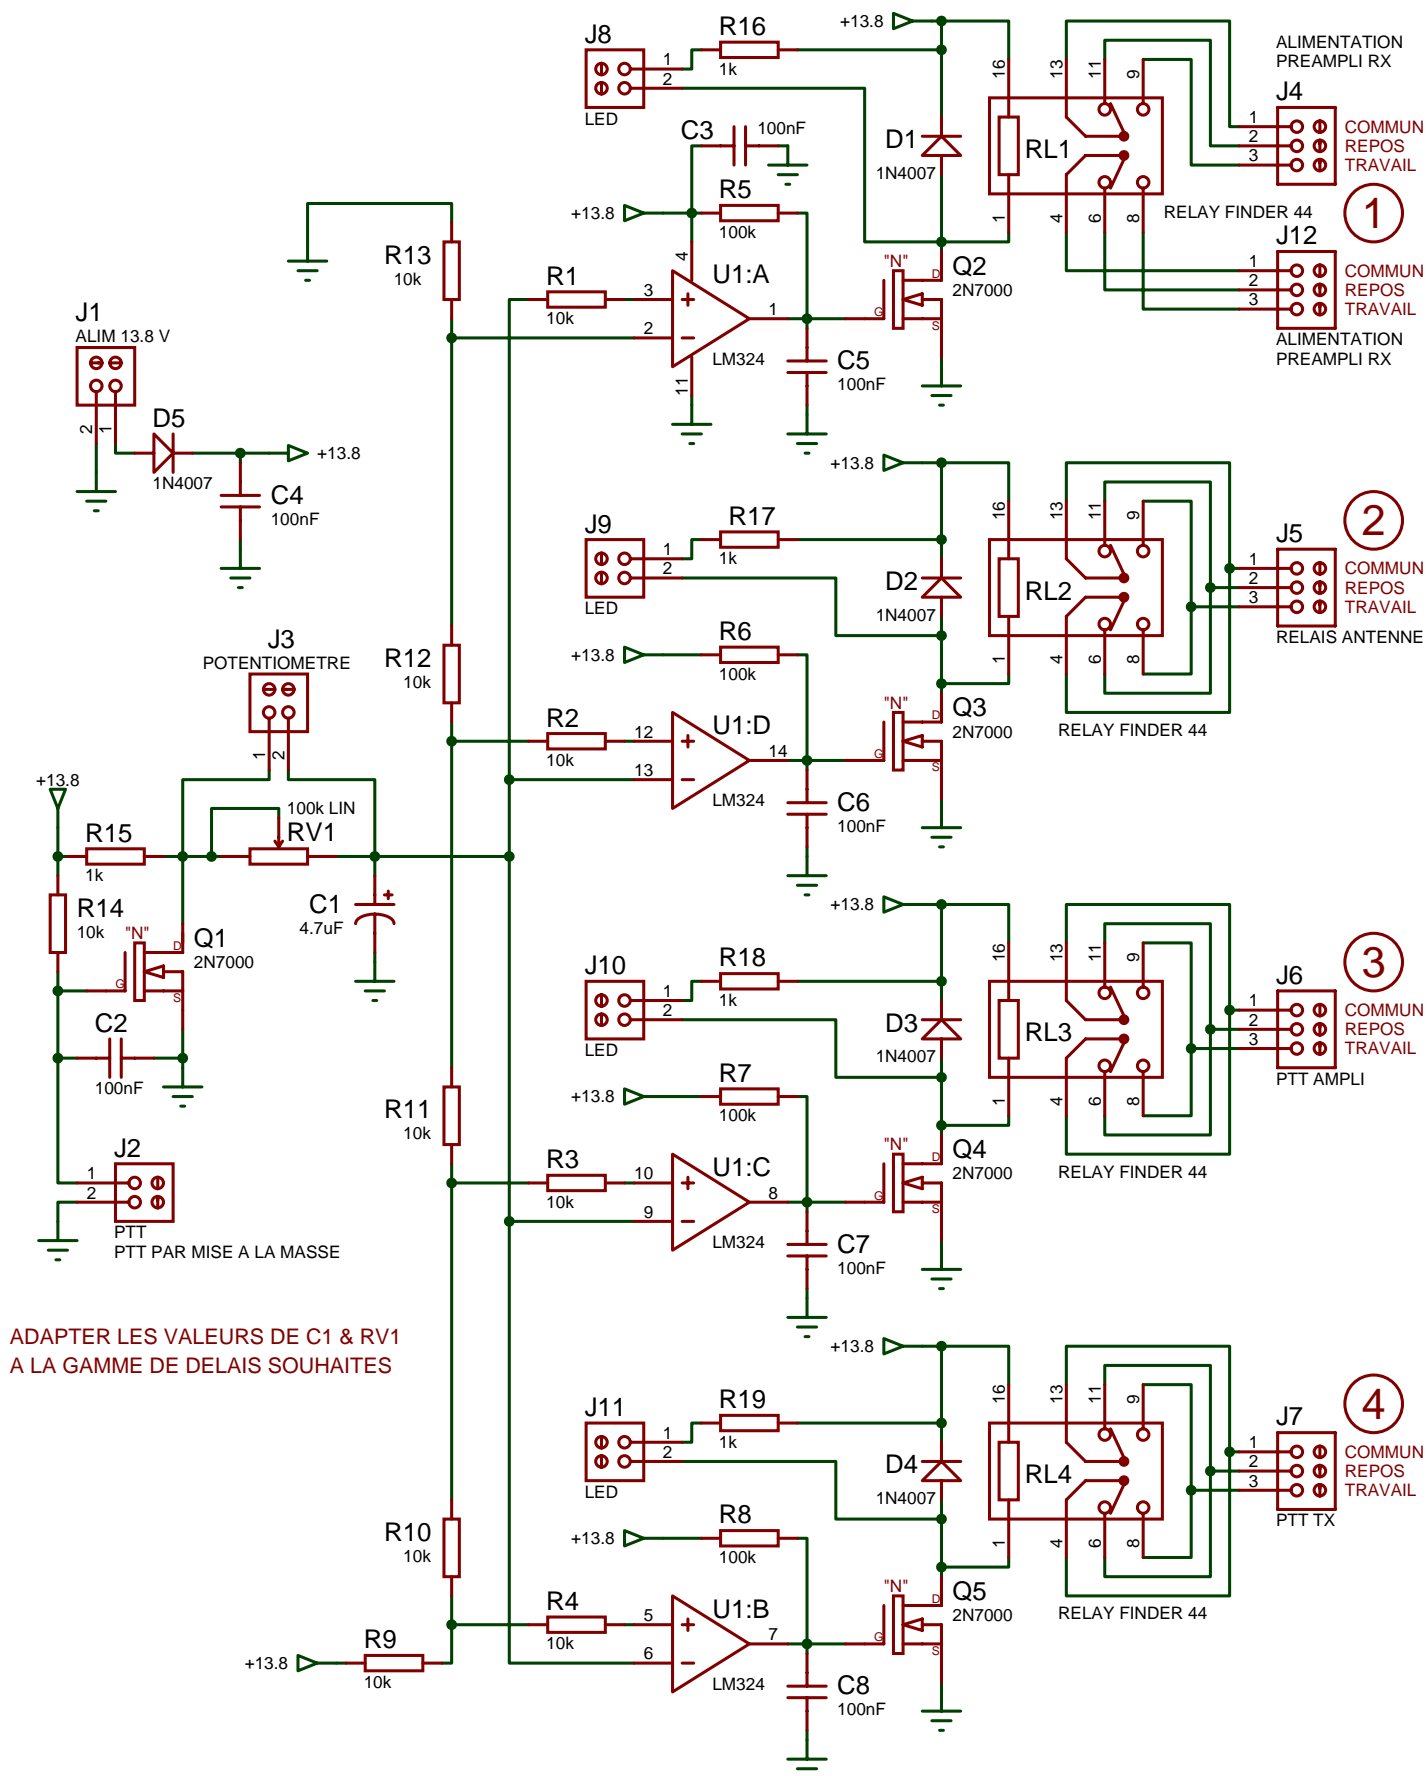 +13.8
R16
1k
J8
1
2
LED
C3
100nF
D1
1N4007
16
13
11
9
RL1
1
4
6
8
RELAY FINDER 44
ALIMENTATION
PREAMPLI RX
J4
1
2
3
COMMUN
REPOS
TRAVAIL
1
J12
1
2
3
COMMUN
REPOS
TRAVAIL
ALIMENTATION
PREAMPLI RX
+13.8
R5
100k
R13
10k
R1
10k
4
3
2
11
1
U1:A
LM324
C5
100nF
"N"
D
G
S
Q2
2N7000
J1
ALIM 13.8 V
2
1
D5
1N4007
+13.8
C4
100nF
+13.8
R17
1k
J9
1
2
LED
D2
1N4007
16
13
11
9
RL2
1
4
6
8
RELAY FINDER 44
2
J5
1
2
3
COMMUN
REPOS
TRAVAIL
RELAIS ANTENNE
+13.8
R6
100k
R12
10k
R2
10k
12
13
14
U1:D
LM324
C6
100nF
"N"
D
G
S
Q3
2N7000
J3
POTENTIOMETRE
1
2
+13.8
R15
1k
100k LIN
RV1
R14
10k
"N"
D
G
S
Q1
2N7000
C1
4.7uF
+
C2
100nF
J2
1
2
PTT
PTT PAR MISE A LA MASSE
+13.8
R18
1k
J10
1
2
LED
D3
1N4007
16
13
11
9
RL3
1
4
6
8
RELAY FINDER 44
3
J6
1
2
3
COMMUN
REPOS
TRAVAIL
PTT AMPLI
+13.8
R7
100k
R11
10k
R3
10k
10
9
8
U1:C
LM324
C7
100nF
"N"
D
G
S
Q4
2N7000
ADAPTER LES VALEURS DE C1 & RV1
A LA GAMME DE DELAIS SOUHAITES
+13.8
R19
1k
J11
1
2
LED
D4
1N4007
16
13
11
9
RL4
1
4
6
8
RELAY FINDER 44
4
J7
1
2
3
COMMUN
REPOS
TRAVAIL
PTT TX
+13.8
R8
100k
R10
10k
R4
10k
5
6
7
U1:B
LM324
C8
100nF
"N"
D
G
S
Q5
2N7000
+13.8
R9
10k